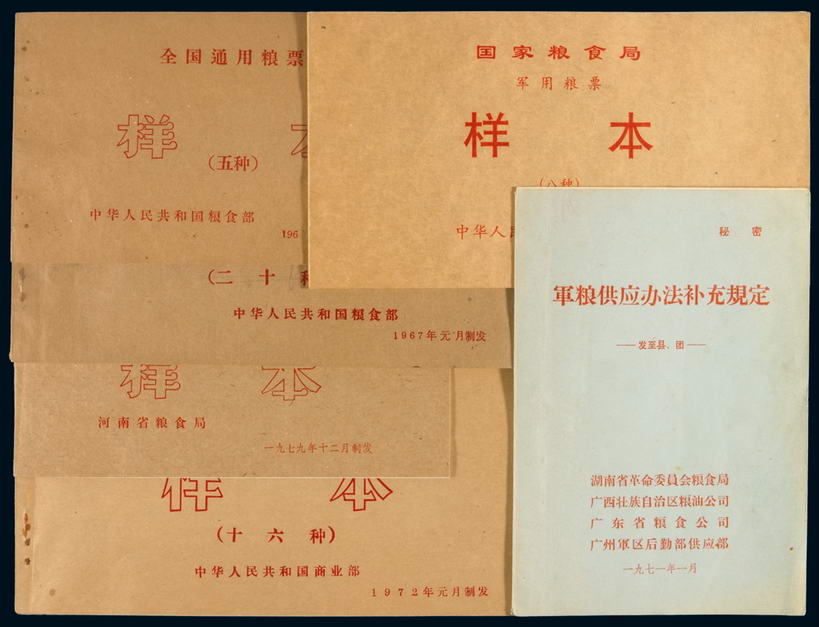 全国通用粮票
样
(五种)
中华人民共和国粮食部
196
国家粮食局
军用粮票
样 本
(八种)
中华人民
(二十种
中华人民共和国粮食部
1967年元月制发
样 本
河南省粮食局
一九七九年十二月制发
样 本
(十六种)
中华人民共和国商业部
1972年元月制发
秘密
軍粮供应办法补充規定
——发至县、团——
湖南省革命委員会粮食局
广西壮族自治区粮油公司
广东省粮食公司
广州軍区后勤部供应部
一九七一年一月